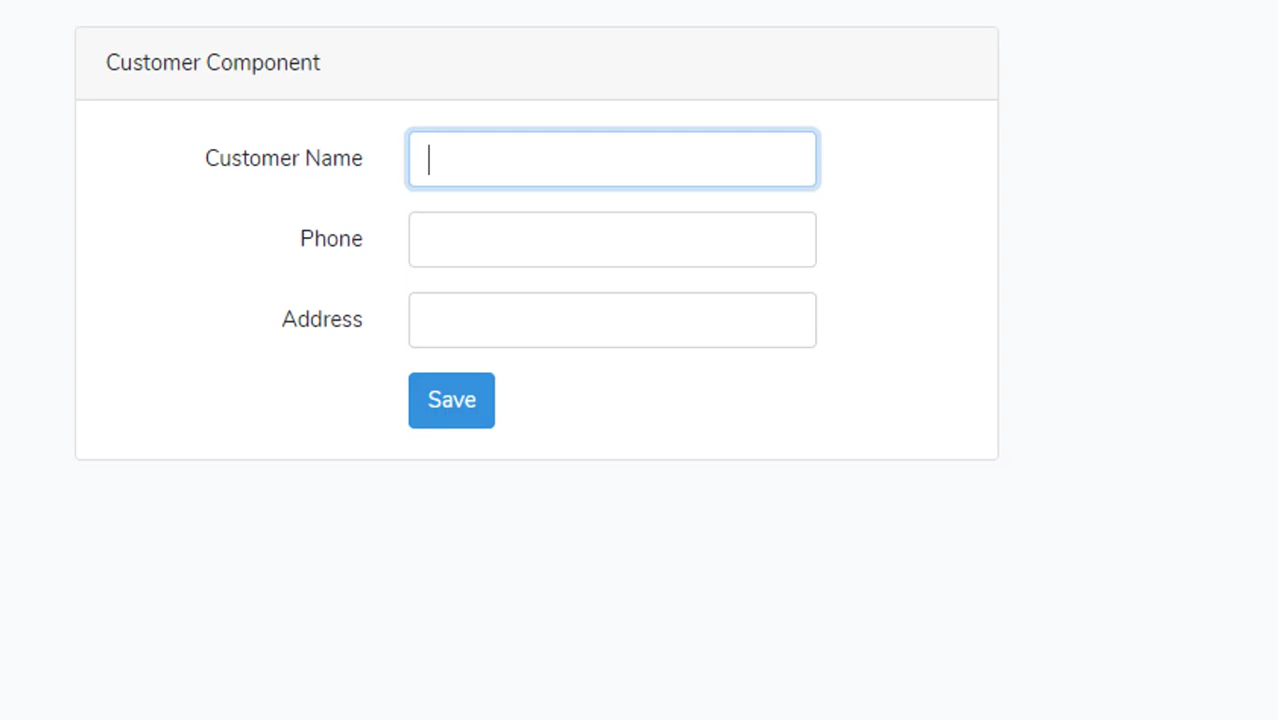 Customer Component
Customer Name
Phone
Address
Save